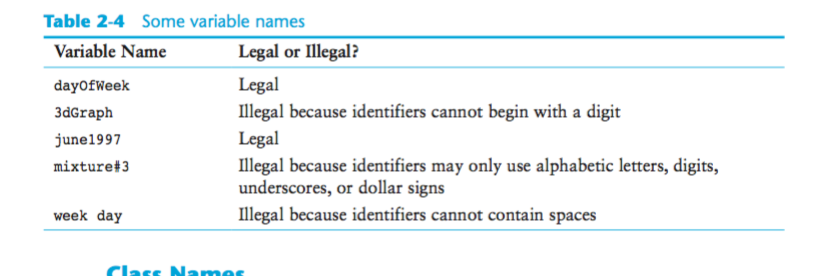 Table 2-4 Some variable names
Variable Name Legal or Illegal?
dayOfWeek Legal
3dGraph Illegal because identifiers cannot begin with a digit
june1997 Legal
mixture#3 Illegal because identifiers may only use alphabetic letters, digits,
underscores, or dollar signs
week day Illegal because identifiers cannot contain spaces
Class Names